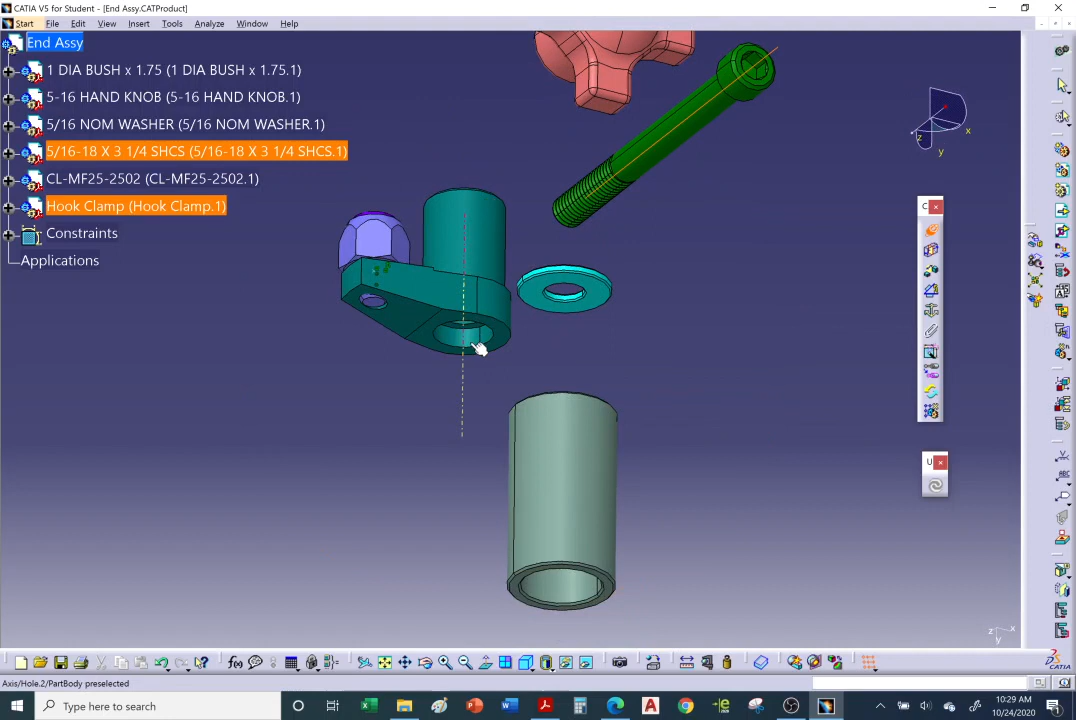 CATIA V5 for Student - [End Assy.CATProduct]
Start File Edit View Insert Tools Analyze Window Help
End Assy
1 DIA BUSH x 1.75 (1 DIA BUSH x 1.75.1)
5-16 HAND KNOB (5-16 HAND KNOB.1)
5/16 NOM WASHER (5/16 NOM WASHER.1)
5/16-18 X 3 1/4 SHCS (5/16-18 X 3 1/4 SHCS.1)
CL-MF25-2502 (CL-MF25-2502.1)
Hook Clamp (Hook Clamp.1)
Constraints
Applications
z x
y
C
U
z x
y
CATIA
Axis/Hole.2/PartBody preselected
Type here to search
10:29 AM
10/24/2020